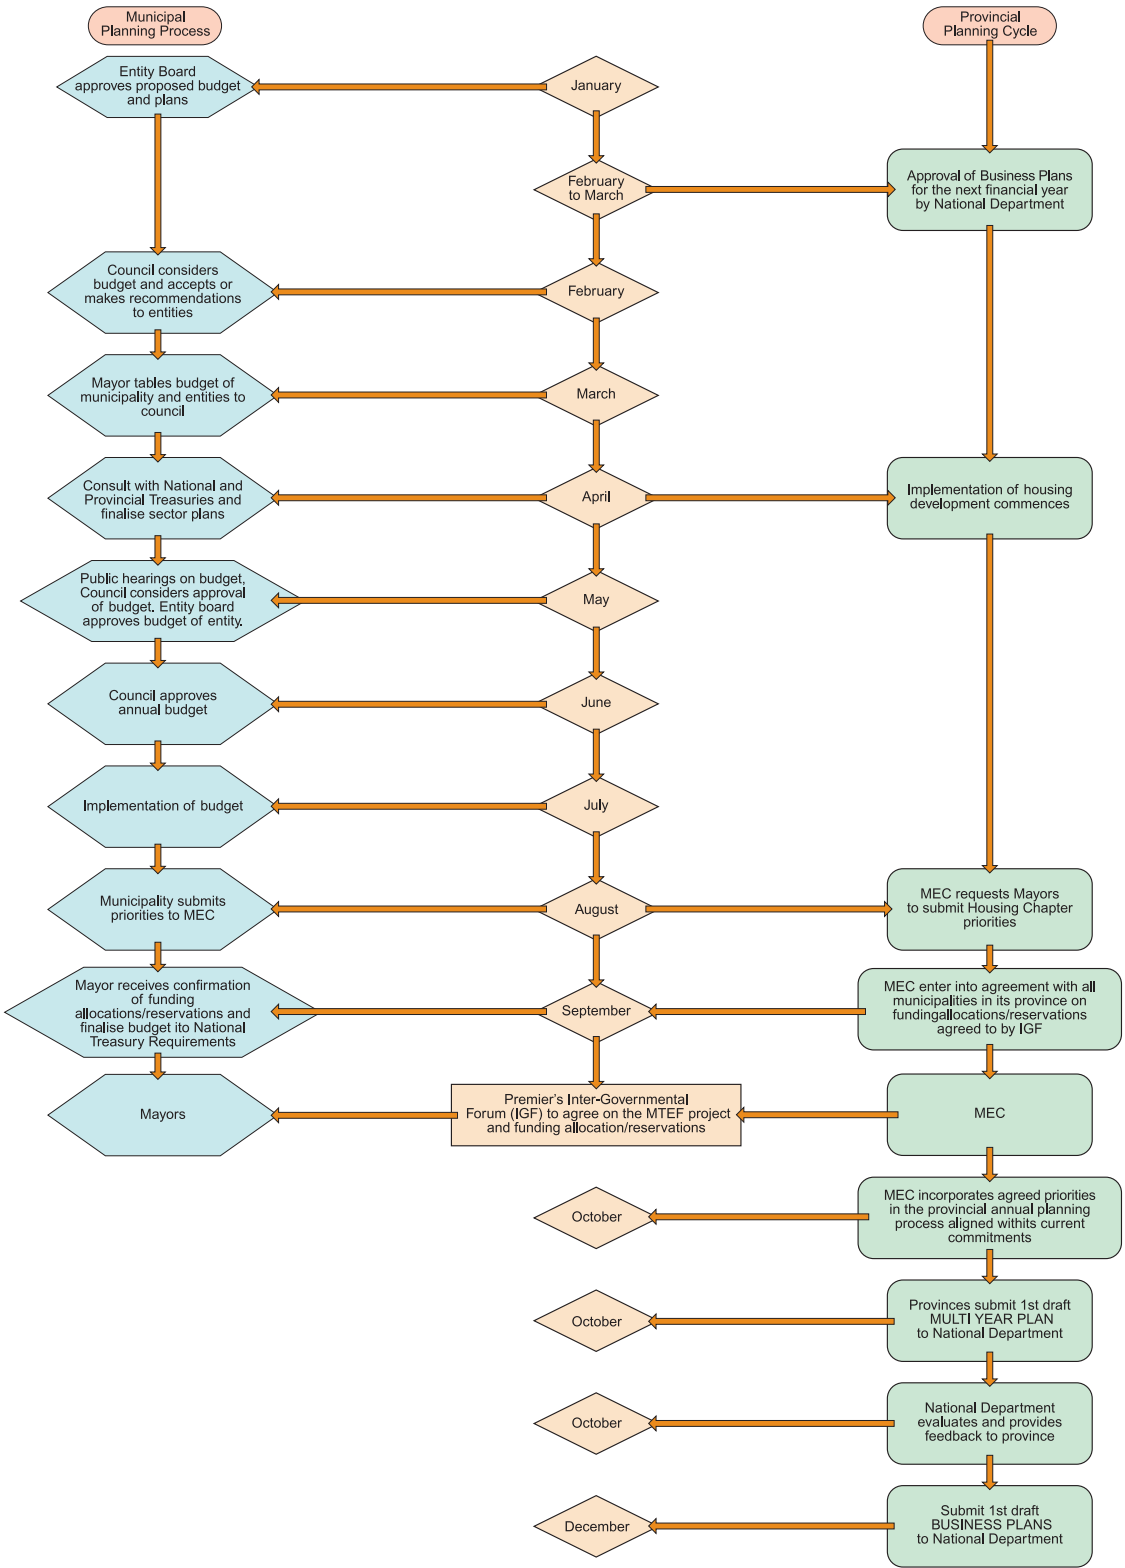 Municipal
Planning Process
Provincial
Planning Cycle
Entity Board
approves proposed budget
and plans
January
February
to March
Approval of Business Plans
for the next financial year
by National Department
Council considers
budget and accepts or
makes recommendations
to entities
February
Mayor tables budget of
municipality and entities to
council
March
Consult with National and
Provincial Treasuries and
finalise sector plans
April
Implementation of housing
development commences
Public hearings on budget,
Council considers approval
of budget. Entity board
approves budget of entity.
May
Council approves
annual budget
June
Implementation of budget
July
Municipality submits
priorities to MEC
August
MEC requests Mayors
to submit Housing Chapter
priorities
Mayor receives confirmation
of funding
allocations/reservations and
finalise budget ito National
Treasury Requirements
September
MEC enter into agreement with all
municipalities in its province on
fundingallocations/reservations
agreed to by IGF
Mayors
Premier's Inter-Governmental
Forum (IGF) to agree on the MTEF project
and funding allocation/reservations
MEC
October
MEC incorporates agreed priorities
in the provincial annual planning
process aligned withits current
commitments
October
Provinces submit 1st draft
MULTI YEAR PLAN
to National Department
October
National Department
evaluates and provides
feedback to province
December
Submit 1st draft
BUSINESS PLANS
to National Department